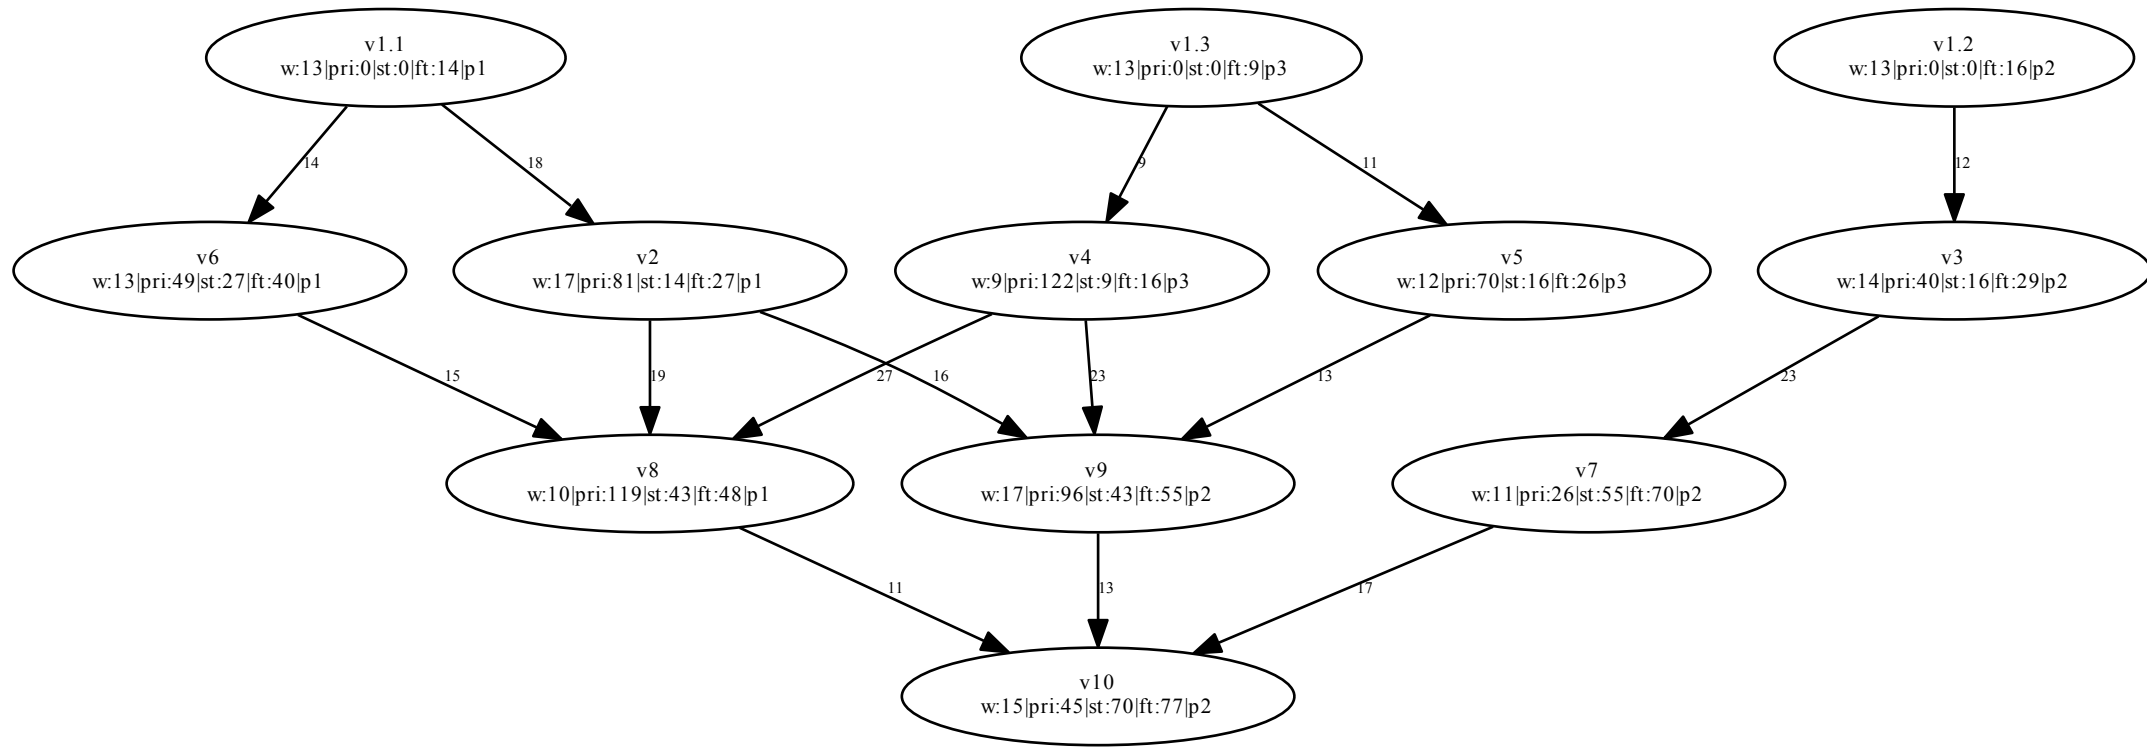 v1.1
w:13|pri:0|st:0|ft:14|p1
v1.3
w:13|pri:0|st:0|ft:9|p3
v1.2
w:13|pri:0|st:0|ft:16|p2
14
18
9
11
12
v6
w:13|pri:49|st:27|ft:40|p1
v2
w:17|pri:81|st:14|ft:27|p1
v4
w:9|pri:122|st:9|ft:16|p3
v5
w:12|pri:70|st:16|ft:26|p3
v3
w:14|pri:40|st:16|ft:29|p2
15
19
27
16
23
13
23
v8
w:10|pri:119|st:43|ft:48|p1
v9
w:17|pri:96|st:43|ft:55|p2
v7
w:11|pri:26|st:55|ft:70|p2
11
13
17
v10
w:15|pri:45|st:70|ft:77|p2